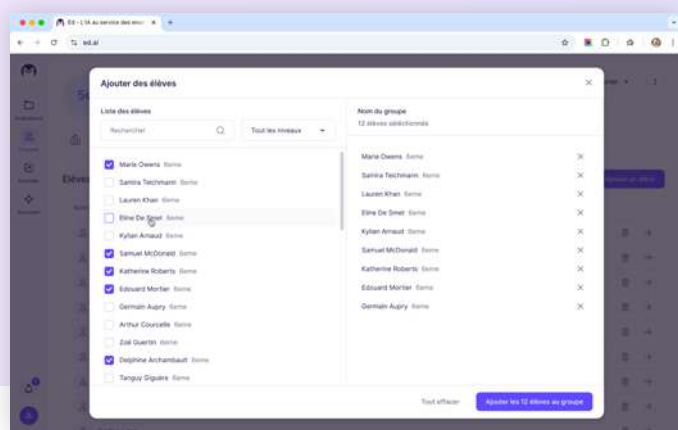 Ed - L'IA au service des ensei
ed.ai
Ajouter des élèves
Liste des élèves
Rechercher
Tout les niveaux
Marie Owens 6eme
Samira Teichmann 6eme
Lauren Khan 6eme
Eline De Smet 6eme
Kylian Arnaud 6eme
Samuel McDonald 6eme
Katherine Roberts 6eme
Edouard Mortier 6eme
Germain Aupry 6eme
Arthur Courcelle 6eme
Zoé Guertin 6eme
Delphine Archambault 6eme
Tanguy Giguère 6eme
Nom du groupe
12 élèves séléctionnés
Marie Owens 6eme
Samira Teichmann 6eme
Lauren Khan 6eme
Eline De Smet 6eme
Kylian Arnaud 6eme
Samuel McDonald 6eme
Katherine Roberts 6eme
Edouard Mortier 6eme
Germain Aupry 6eme
Tout effacer
Ajouter les 12 élèves au groupe